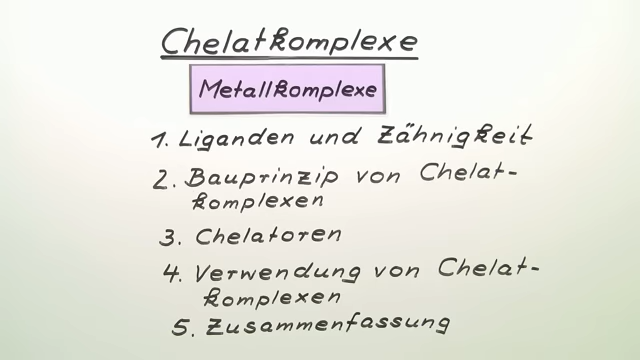 Chelatkomplexe
Metallkomplexe
1. Liganden und Zähnigkeit
2. Bauprinzip von Chelat-
komplexen
3. Chelatoren
4. Verwendung von Chelat-
komplexen
5. Zusammenfassung